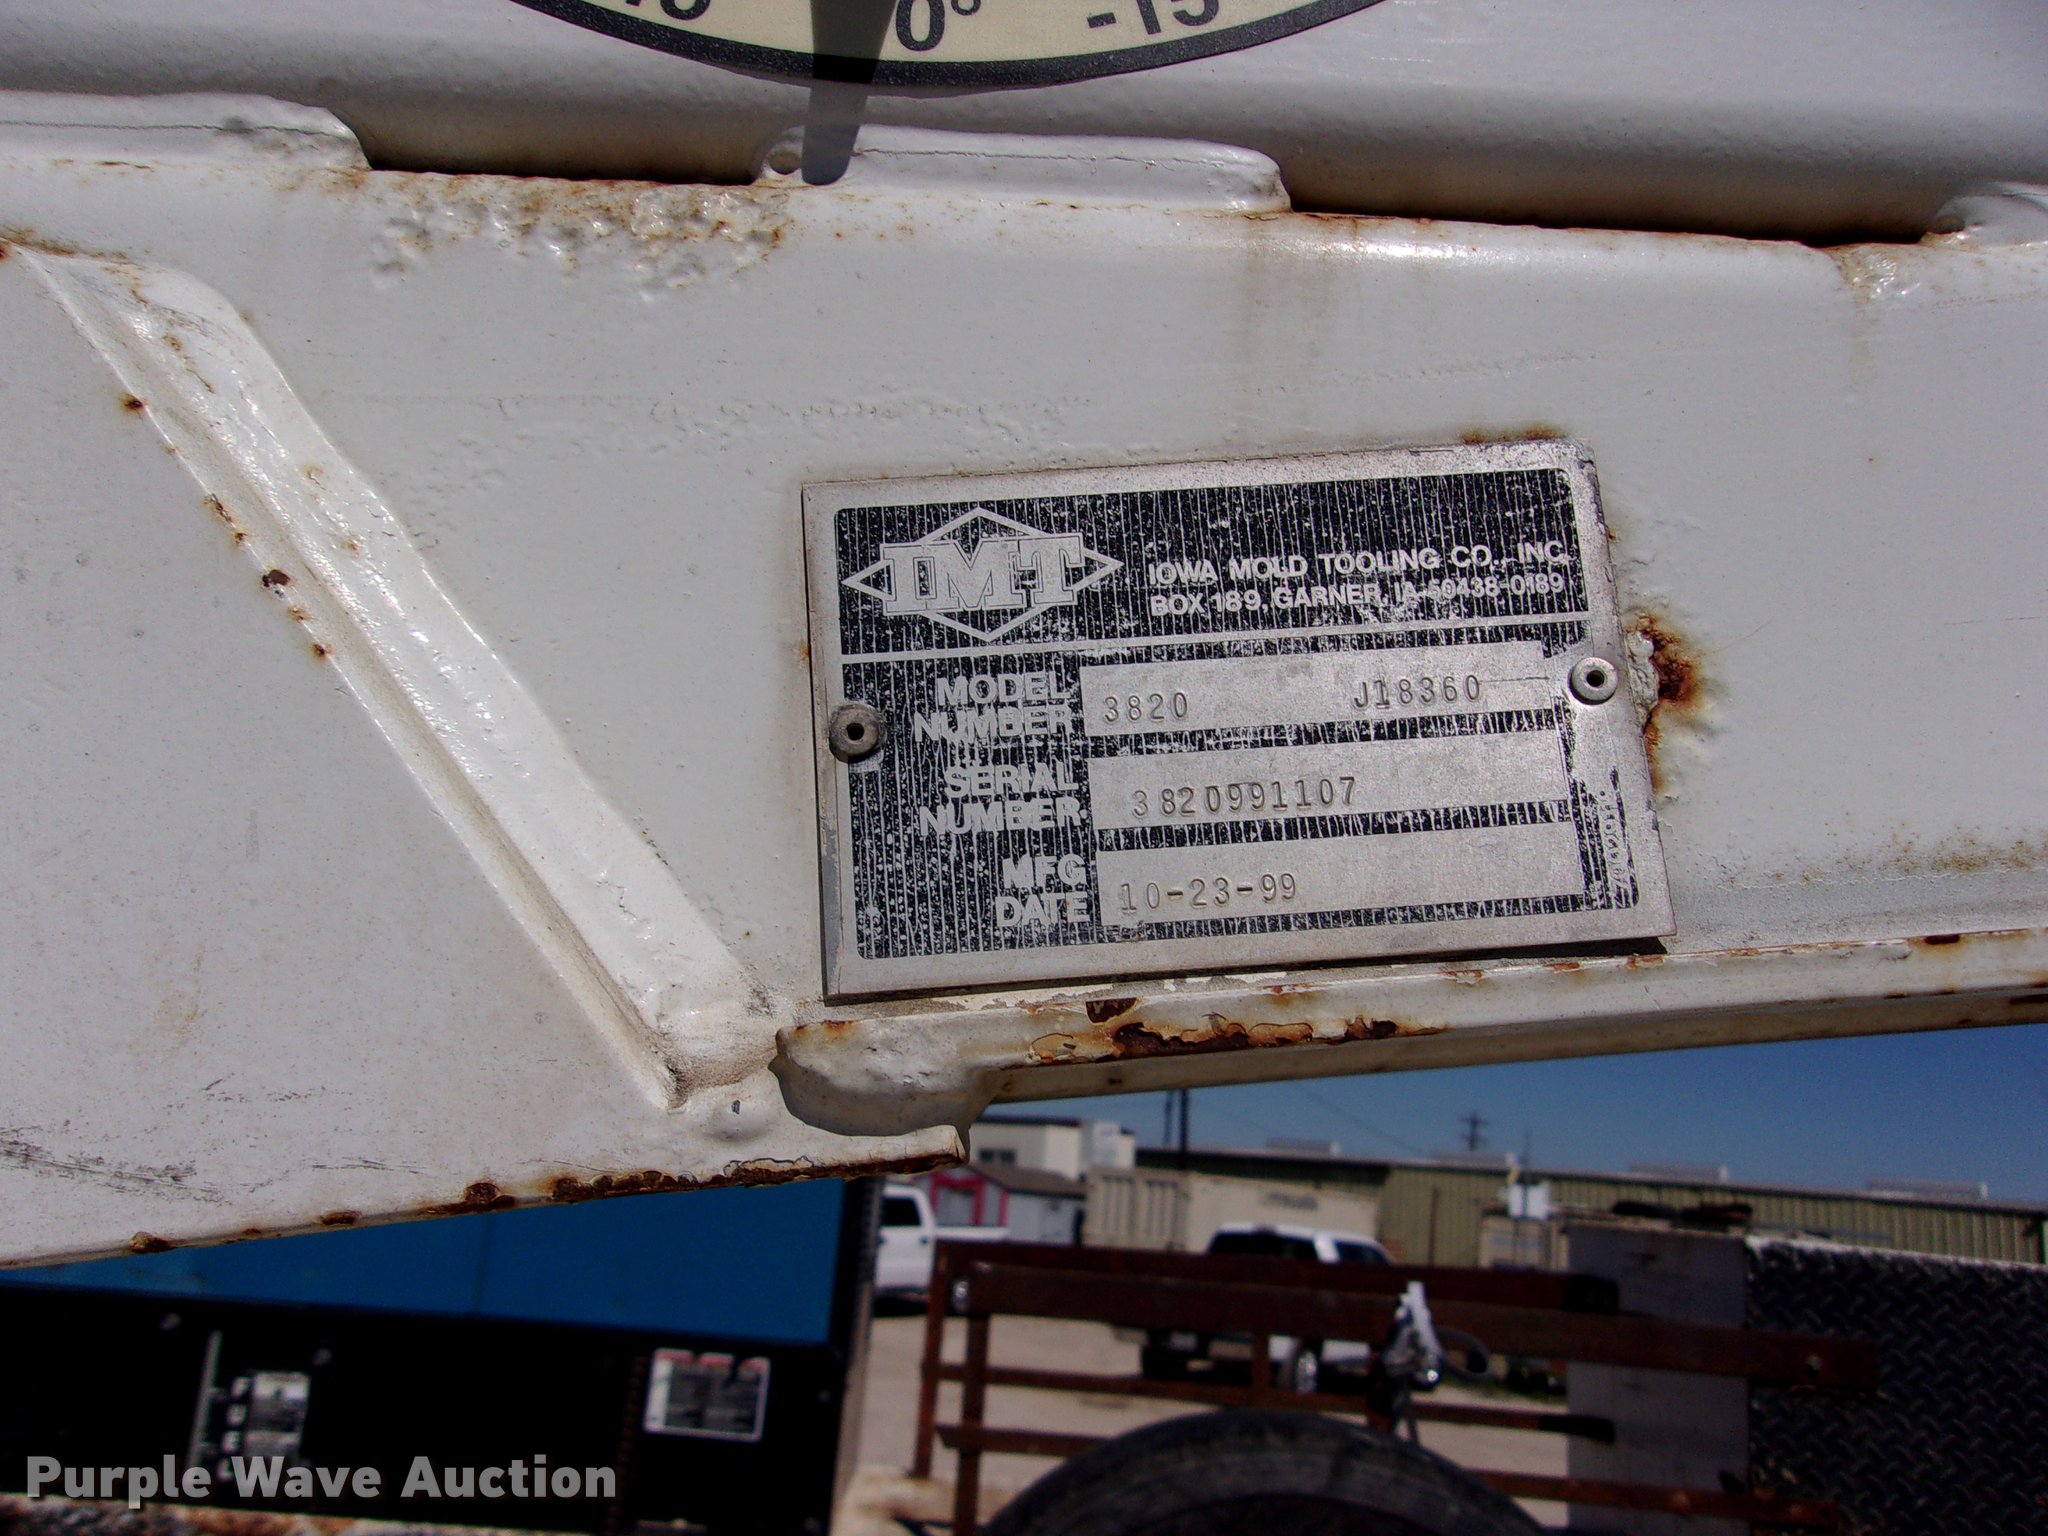 0° -15
IMT
IOWA MOLD TOOLING CO., INC.
BOX 189, GARNER, IA 50438-0189
MODEL NUMBER 3820 J18360
SERIAL NUMBER 3820991107
MFG DATE 10-23-99
Purple Wave Auction